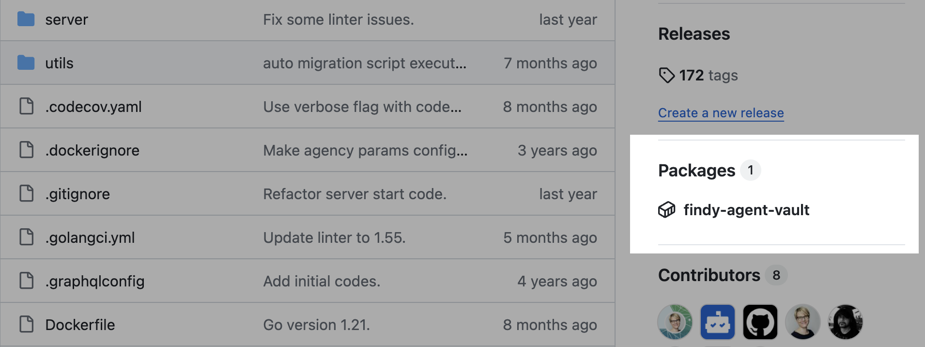 server Fix some linter issues. last year
utils auto migration script execut... 7 months ago
.codecov.yaml Use verbose flag with code... 8 months ago
.dockerignore Make agency params config... 3 years ago
.gitignore Refactor server start code. last year
.golangci.yml Update linter to 1.55. 5 months ago
.graphqlconfig Add initial codes. 4 years ago
Dockerfile Go version 1.21. 8 months ago
Releases
172 tags
Create a new release
Packages 1
findy-agent-vault
Contributors 8